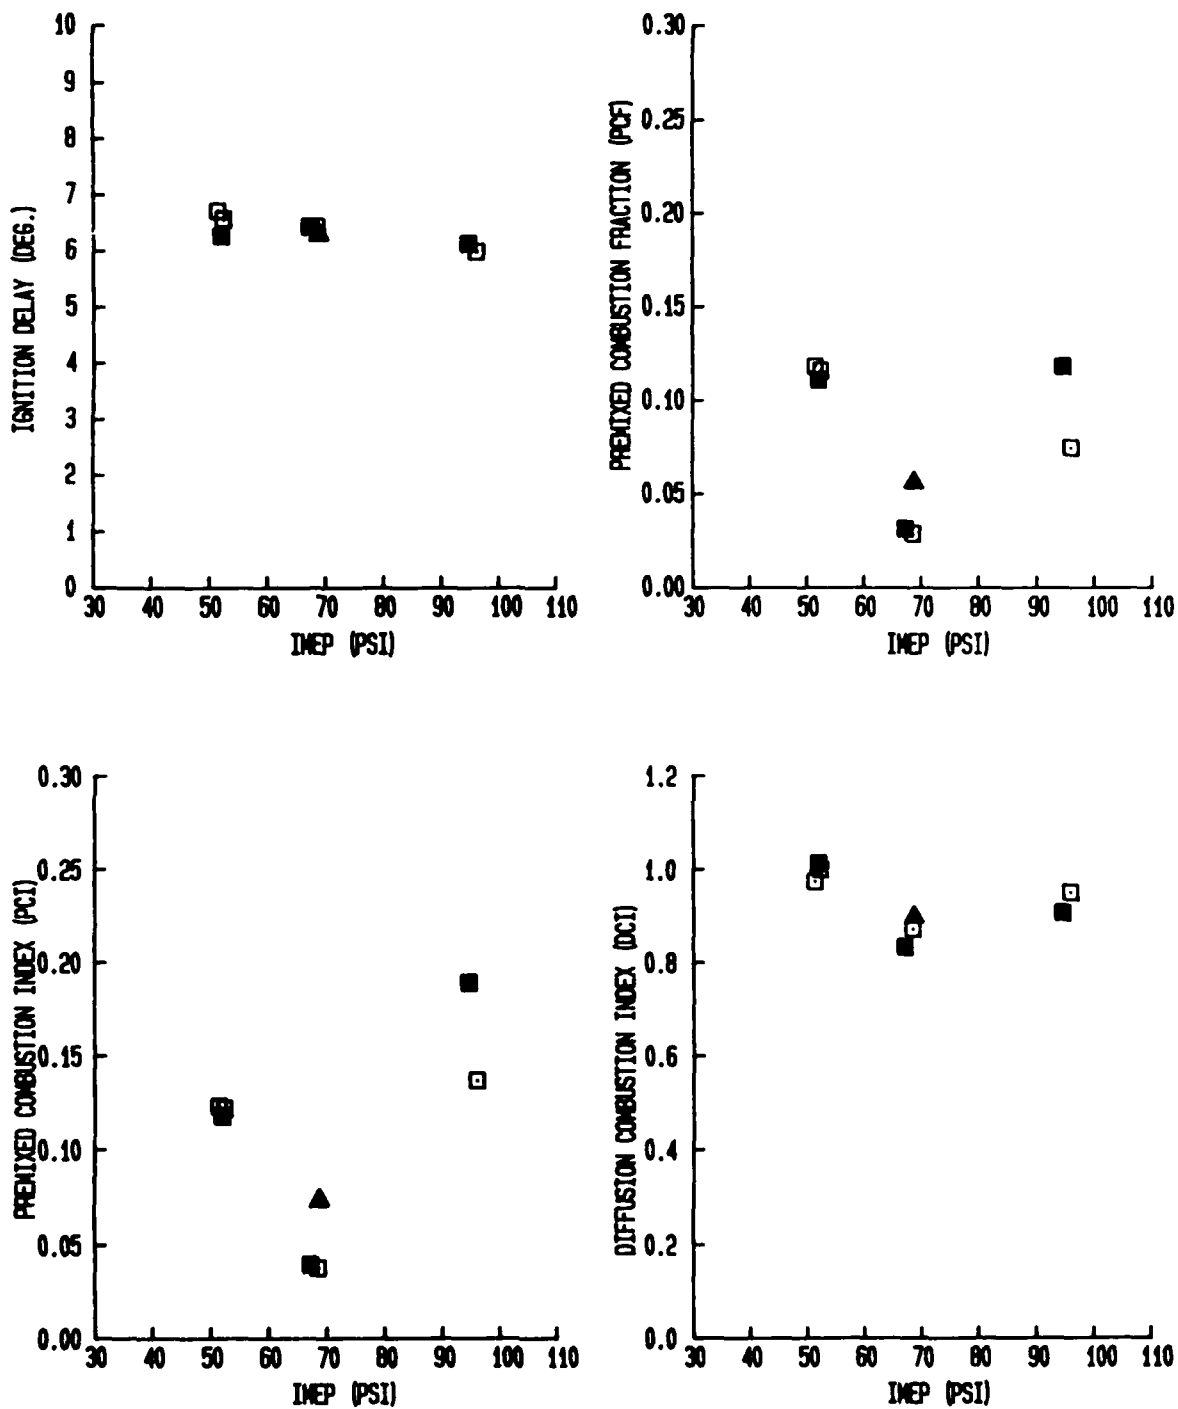 10
9
8
7
6
5
4
3
2
1
0
IGNITION DELAY (DEG.)
30 40 50 60 70 80 90 100 110
IMEP (PSI)
0.30
0.25
0.20
0.15
0.10
0.05
0.00
PREMIXED COMBUSTION FRACTION (PCF)
30 40 50 60 70 80 90 100 110
IMEP (PSI)
0.30
0.25
0.20
0.15
0.10
0.05
0.00
PREMIXED COMBUSTION INDEX (PCI)
30 40 50 60 70 80 90 100 110
IMEP (PSI)
1.2
1.0
0.8
0.6
0.4
0.2
0.0
DIFFUSION COMBUSTION INDEX (DCI)
30 40 50 60 70 80 90 100 110
IMEP (PSI)